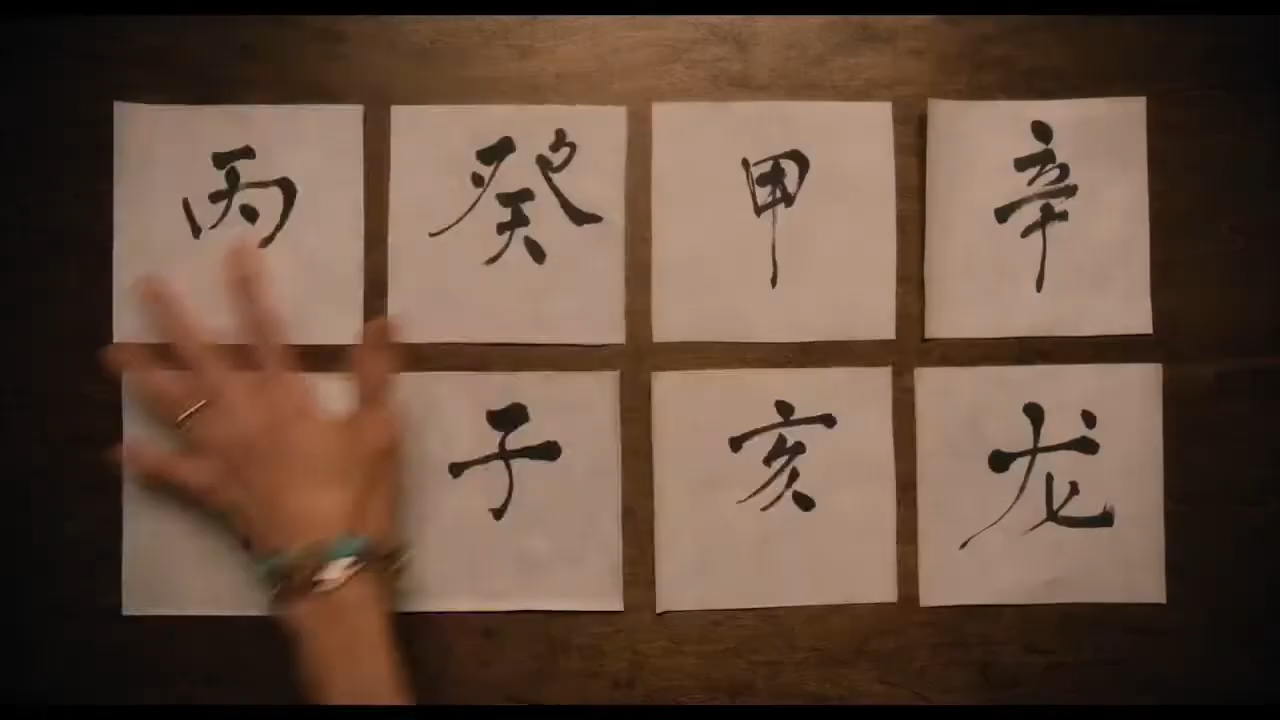 丙 癸 甲 辛
子 亥 龙